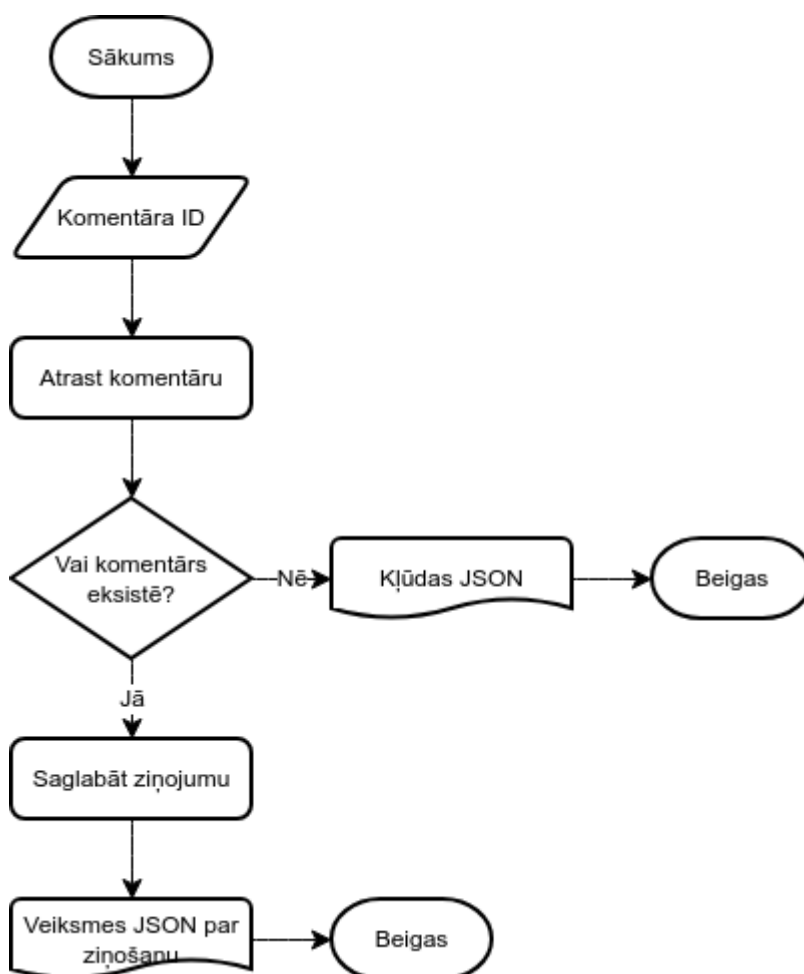 Sākums
Komentāra ID
Atrast komentāru
Vai komentārs
eksistē?
Nē
Kļūdas JSON
Beigas
Jā
Saglabāt ziņojumu
Veiksmes JSON par
ziņošanu
Beigas